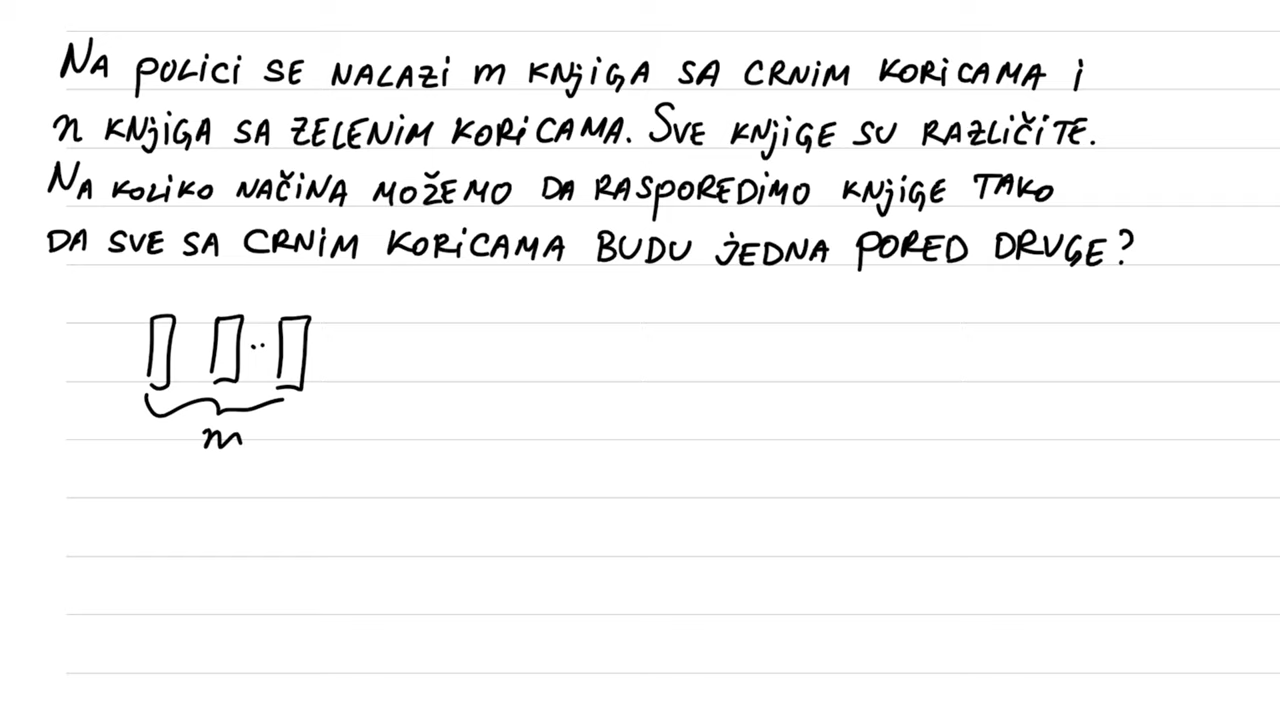 Na polici se nalazi m knjiga sa crnim koricama i
n knjiga sa zelenim koricama. Sve knjige su različite.
Na koliko načina možemo da rasporedimo knjige tako
da sve sa crnim koricama budu jedna pored druge?
..
m